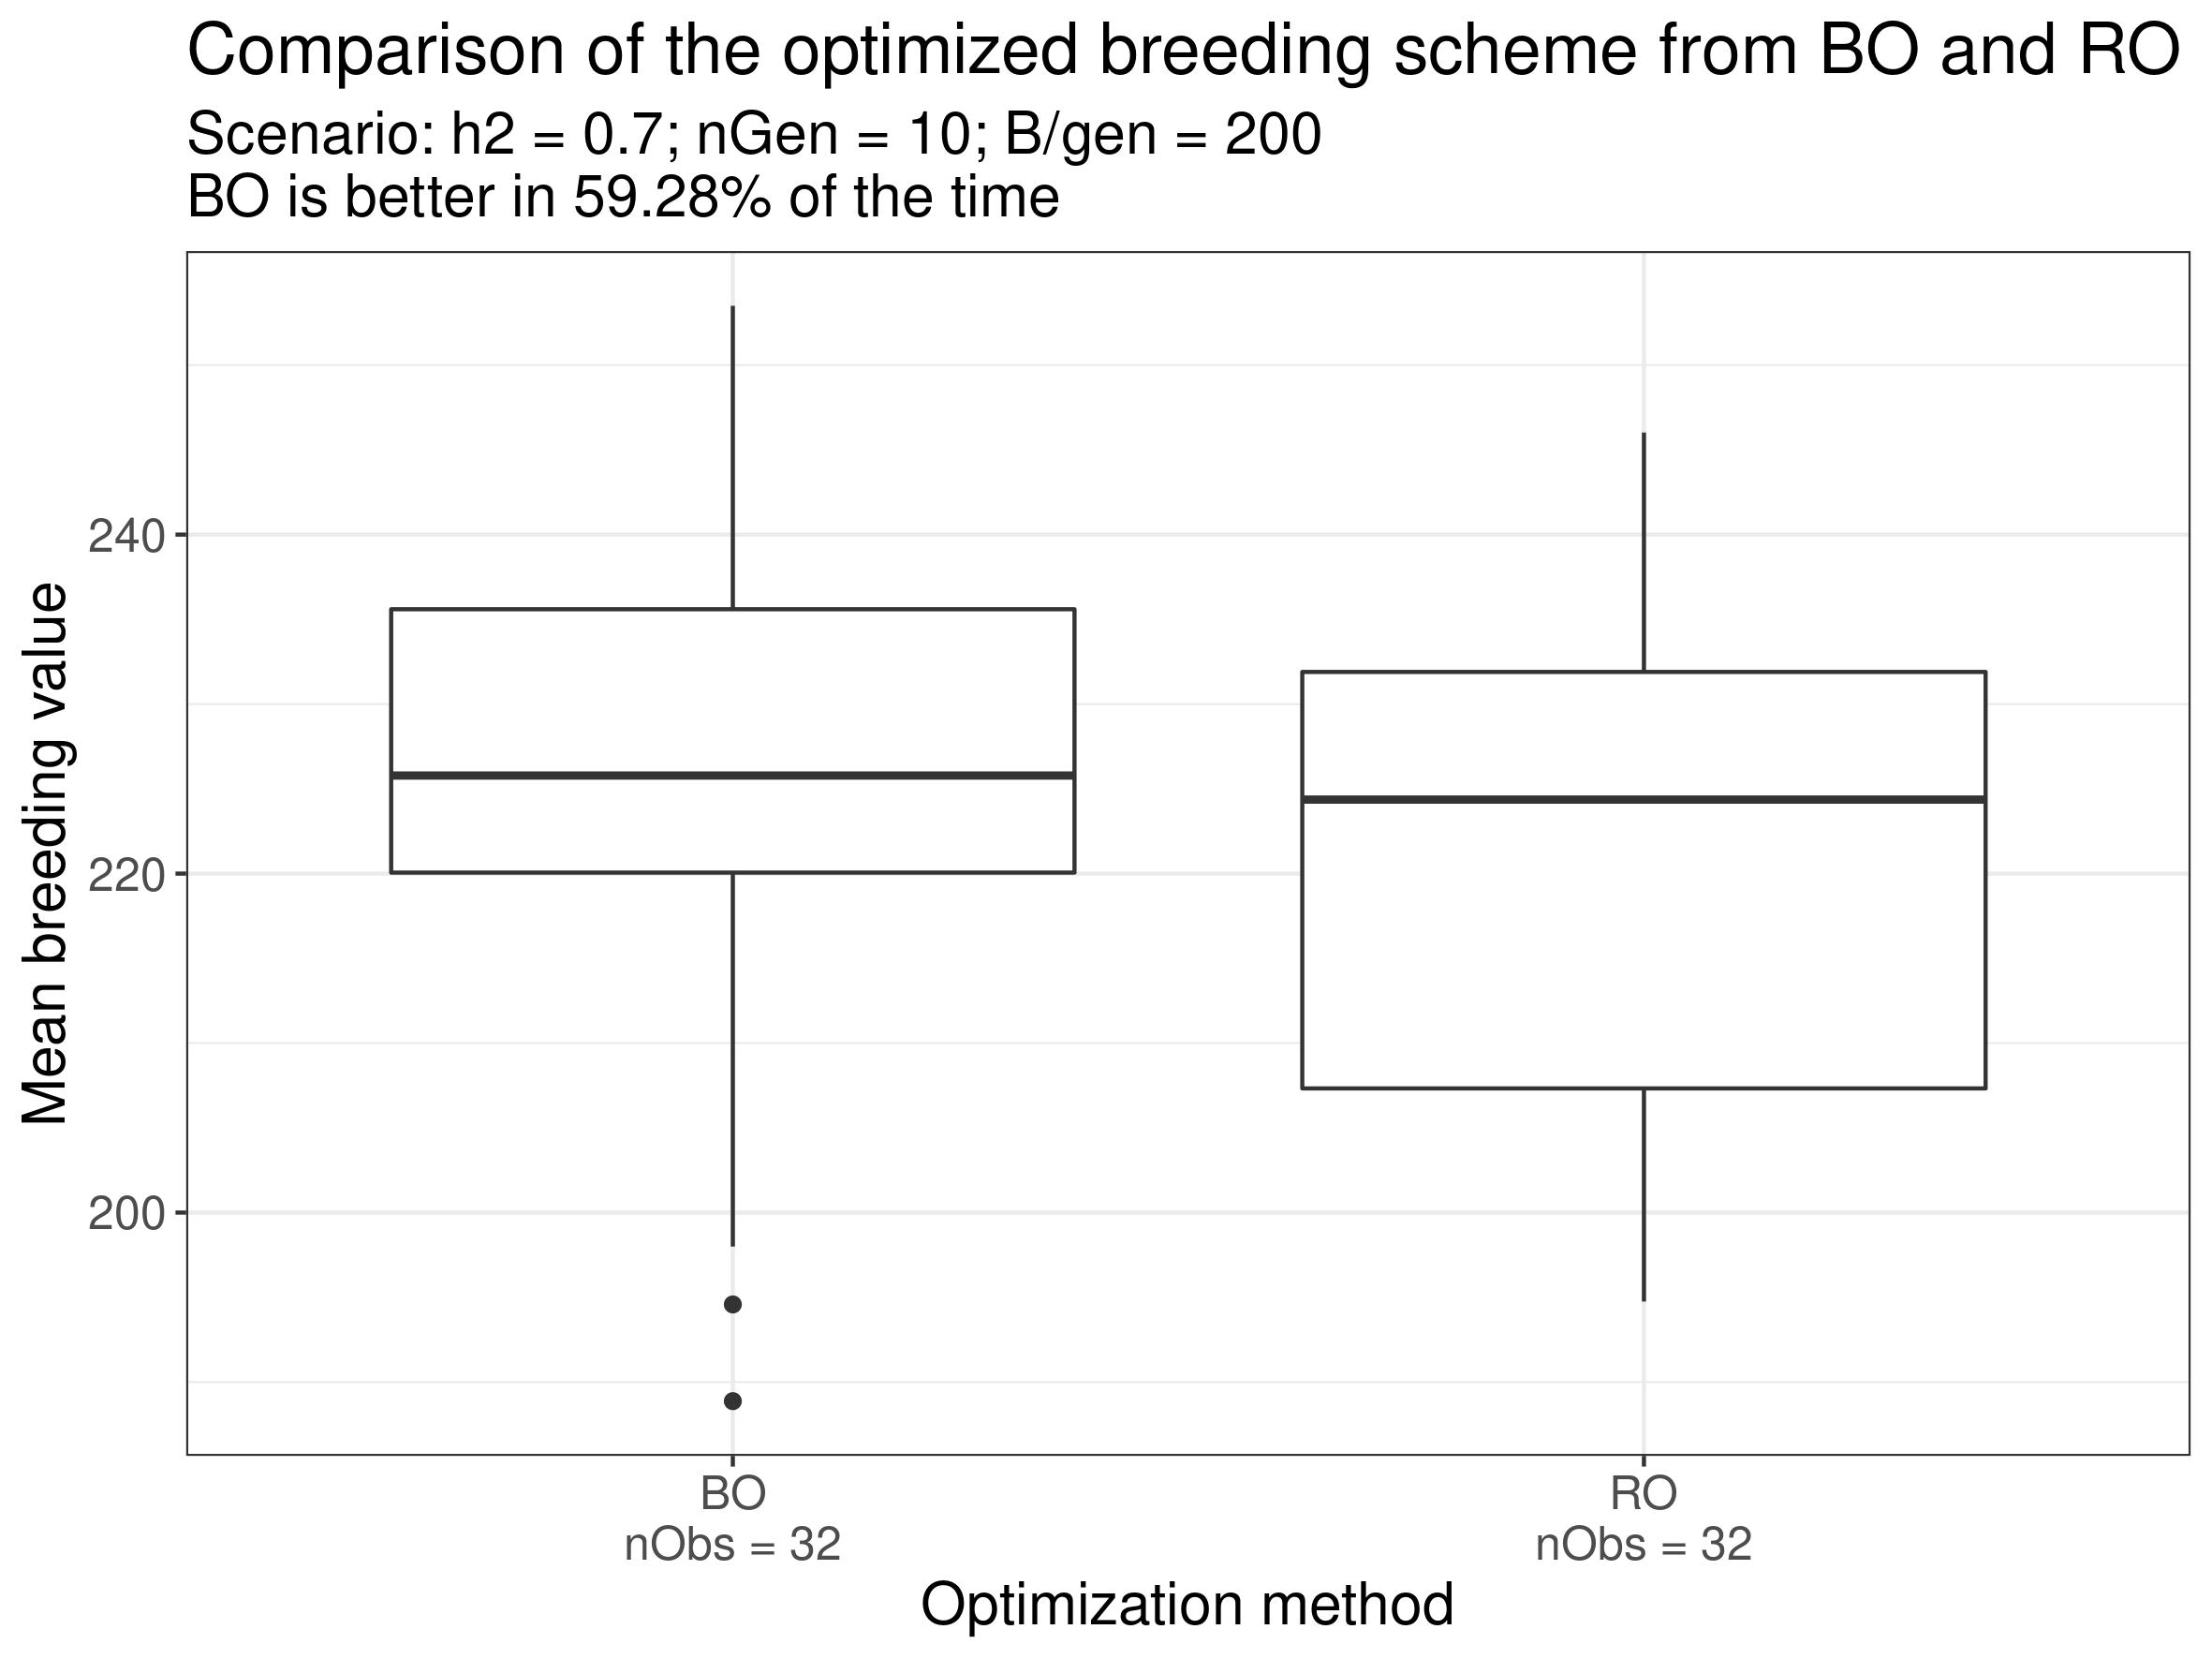 Comparison of the optimized breeding scheme from BO and RO
Scenario: h2 = 0.7; nGen = 10; B/gen = 200
BO is better in 59.28% of the time
Mean breeding value
240
220
200
BO
nObs = 32
RO
nObs = 32
Optimization method